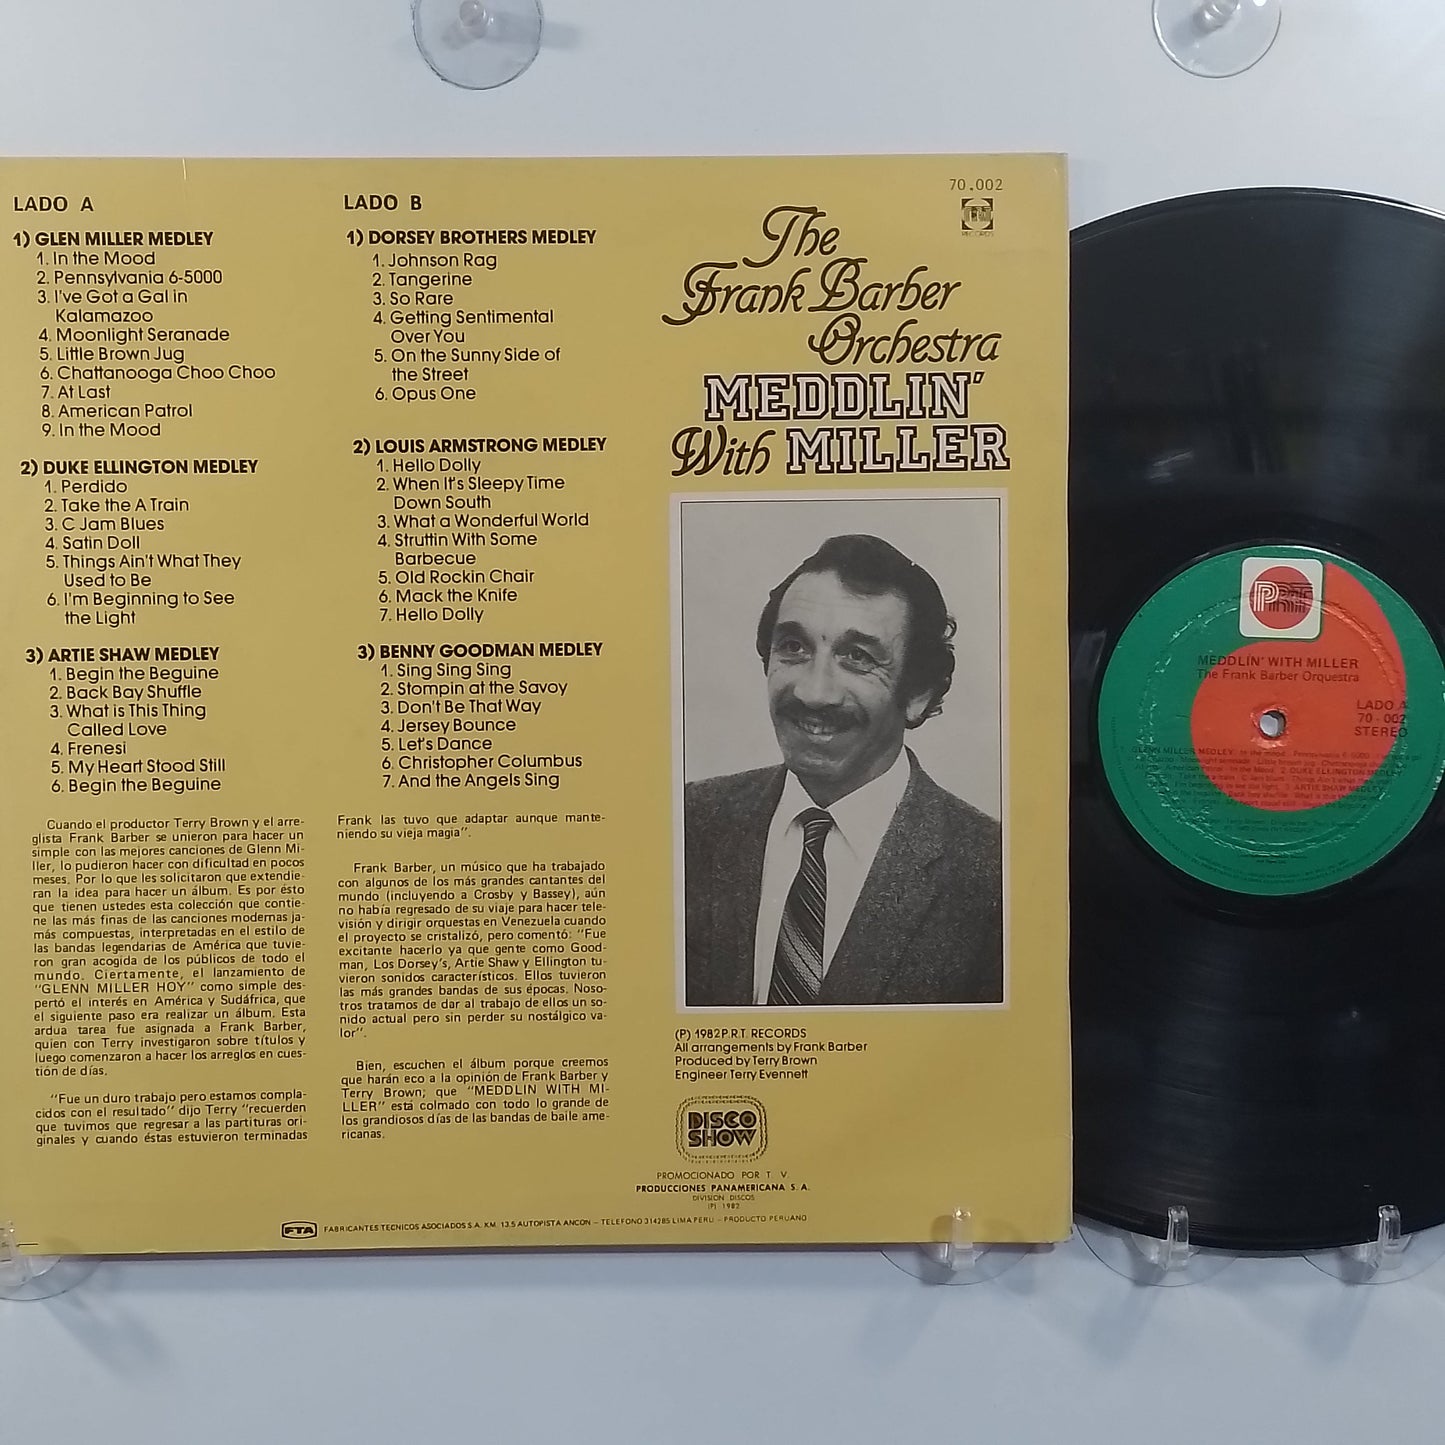 LADO A
1) GLEN MILLER MEDLEY
1. In the Mood
2. Pennsylvania 6-5000
3. I've Got a Gal in
Kalamazoo
4. Moonlight Seranade
5. Little Brown Jug
6. Chattanooga Choo Choo
7. At Last
8. American Patrol
9. In the Mood
2) DUKE ELLINGTON MEDLEY
1. Perdido
2. Take the A Train
3. C Jam Blues
4. Satin Doll
5. Things Ain't What They
Used to Be
6. I'm Beginning to See
the Light
3) ARTIE SHAW MEDLEY
1. Begin the Beguine
2. Back Bay Shuffle
3. What is This Thing
Called Love
4. Frenesi
5. My Heart Stood Still
6. Begin the Beguine
Cuando el productor Terry Brown y el arre-
glista Frank Barber se unieron para hacer un
simple con las mejores canciones de Glenn Mi-
ller, lo pudieron hacer con dificultad en pocos
meses. Por lo que les solicitaron que extendie-
ran la idea para hacer un álbum. Es por ésto
que tienen ustedes esta colección que contie-
ne las más finas de las canciones modernas ja-
más compuestas, interpretadas en el estilo de
las bandas legendarias de América que tuvie-
ron gran acogida de los públicos de todo el
mundo. Ciertamente, el lanzamiento de
"GLENN MILLER HOY" como simple des-
pertó el interés en América y Sudáfrica, que
el siguiente paso era realizar un álbum. Esta
ardua tarea fue asignada a Frank Barber,
quien con Terry investigaron sobre títulos y
luego comenzaron a hacer los arreglos en cues-
tión de días.
"Fue un duro trabajo pero estamos compla-
cidos con el resultado" dijo Terry "recuerden
que tuvimos que regresar a las partituras ori-
ginales y cuando éstas estuvieron terminadas
LADO B
1) DORSEY BROTHERS MEDLEY
1. Johnson Rag
2. Tangerine
3. So Rare
4. Getting Sentimental
Over You
5. On the Sunny Side of
the Street
6. Opus One
2) LOUIS ARMSTRONG MEDLEY
1. Hello Dolly
2. When It's Sleepy Time
Down South
3. What a Wonderful World
4. Struttin With Some
Barbecue
5. Old Rockin Chair
6. Mack the Knife
7. Hello Dolly
3) BENNY GOODMAN MEDLEY
1. Sing Sing Sing
2. Stompin at the Savoy
3. Don't Be That Way
4. Jersey Bounce
5. Let's Dance
6. Christopher Columbus
7. And the Angels Sing
Frank las tuvo que adaptar aunque mante-
niendo su vieja magia".
Frank Barber, un músico que ha trabajado
con algunos de los más grandes cantantes del
mundo (incluyendo a Crosby y Bassey), aún
no había regresado de su viaje para hacer tele-
visión y dirigir orquestas en Venezuela cuando
el proyecto se cristalizó, pero comentó: "Fue
excitante hacerlo ya que gente como Good-
man, Los Dorsey's, Artie Shaw y Ellington tu-
vieron sonidos característicos. Ellos tuvieron
las más grandes bandas de sus épocas. Noso-
tros tratamos de dar al trabajo de ellos un so-
nido actual pero sin perder su nostálgico va-
lor".
Bien, escuchen el álbum porque creemos
que harán eco a la opinión de Frank Barber y
Terry Brown; que "MEDDLIN WITH MI-
LLER" está colmado con todo lo grande de
los grandiosos días de las bandas de baile ame-
ricanas.
70.002
PRT
RECORDS
The
Frank Barber
Orchestra
MEDDLIN'
With MILLER
(P) 1982 P.R.T. RECORDS
All arrangements by Frank Barber
Produced by Terry Brown
Engineer Terry Evennett
DISCO
SHOW
PROMOCIONADO POR T. V
PRODUCCIONES PANAMERICANA S. A.
DIVISION DISCOS
(P) 1982
FTA FABRICANTES TECNICOS ASOCIADOS S.A. KM. 13.5 AUTOPISTA ANCON - TELEFONO 314285 LIMA PERU - PRODUCTO PERUANO
PRT
MEDDLIN' WITH MILLER
The Frank Barber Orquestra
LADO A
70 - 002
STEREO